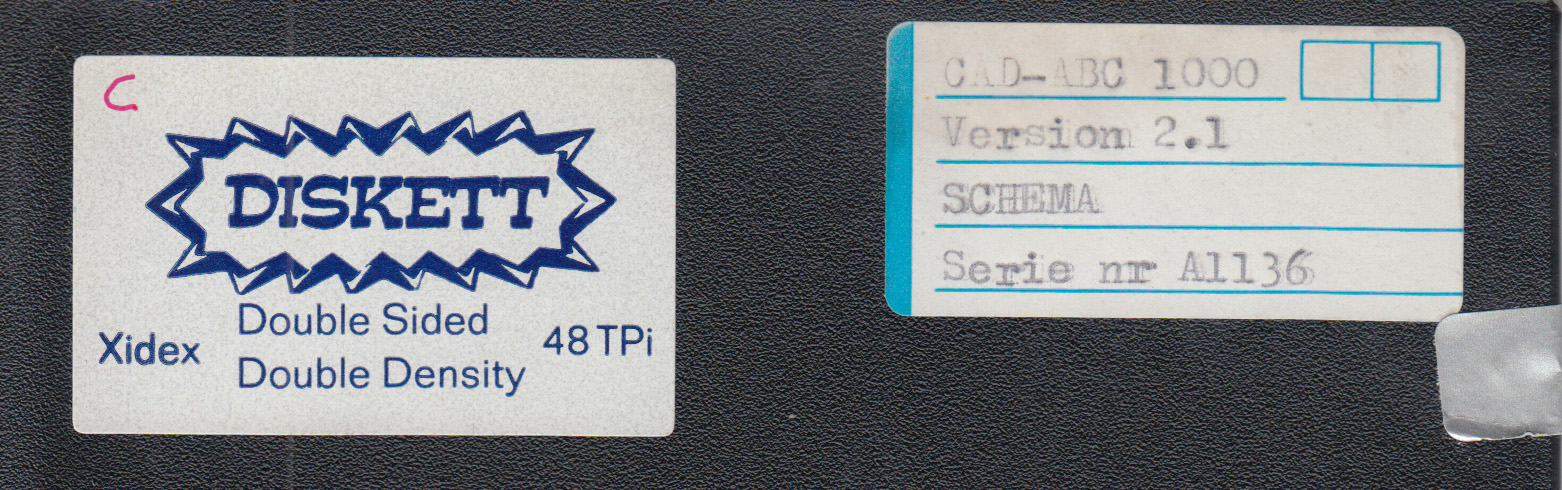 C
DISKETT
Xidex
Double Sided
Double Density
48 TPi
CAD-ABC 1000
Version 2.1
SCHEMA
Serie nr A1136